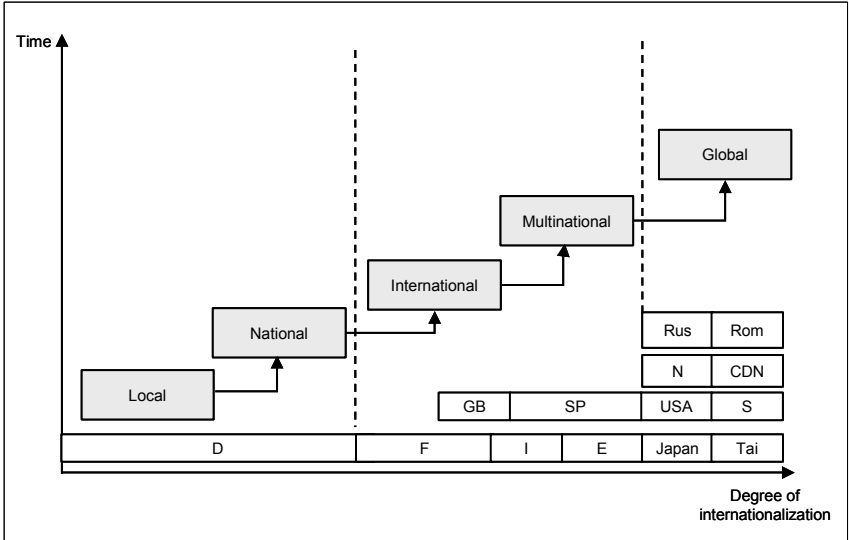 Time
Global
Multinational
International
National
Local
Rus Rom
N CDN
GB SP USA S
D F I E Japan Tai
Degree of
internationalization